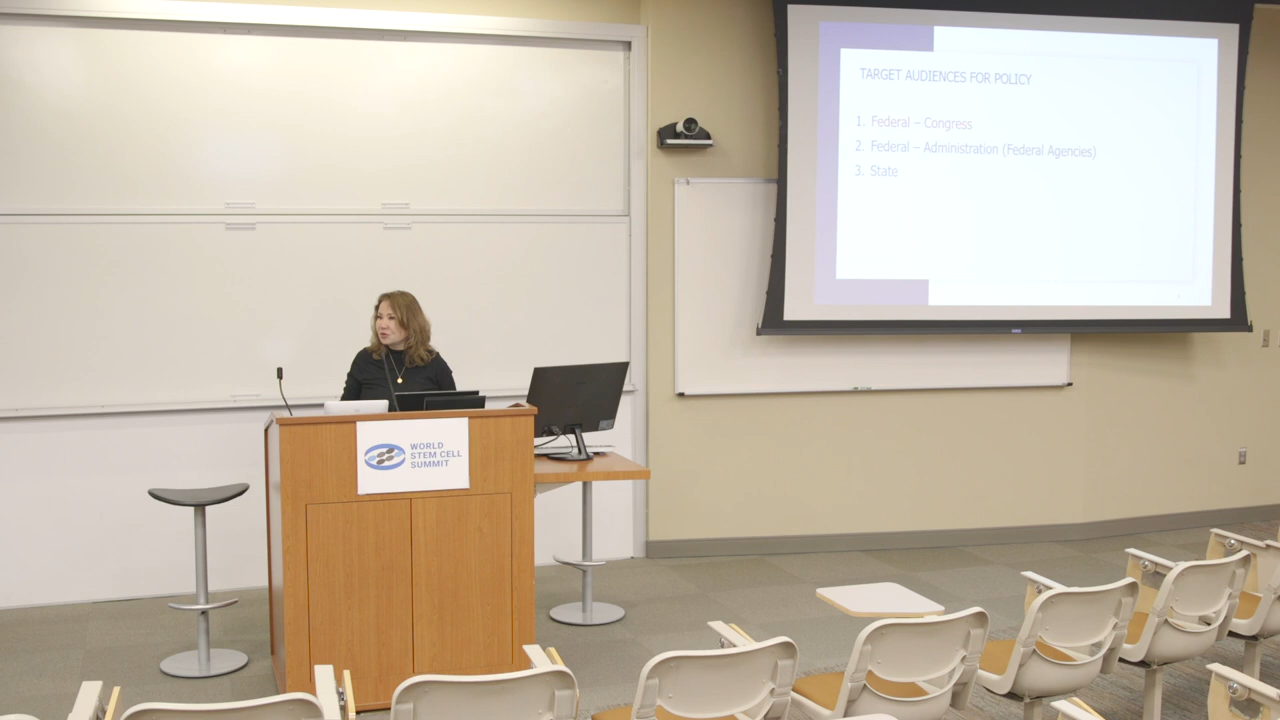 TARGET AUDIENCES FOR POLICY
1. Federal – Congress
2. Federal – Administration (Federal Agencies)
3. State
WORLD
STEM CELL
SUMMIT